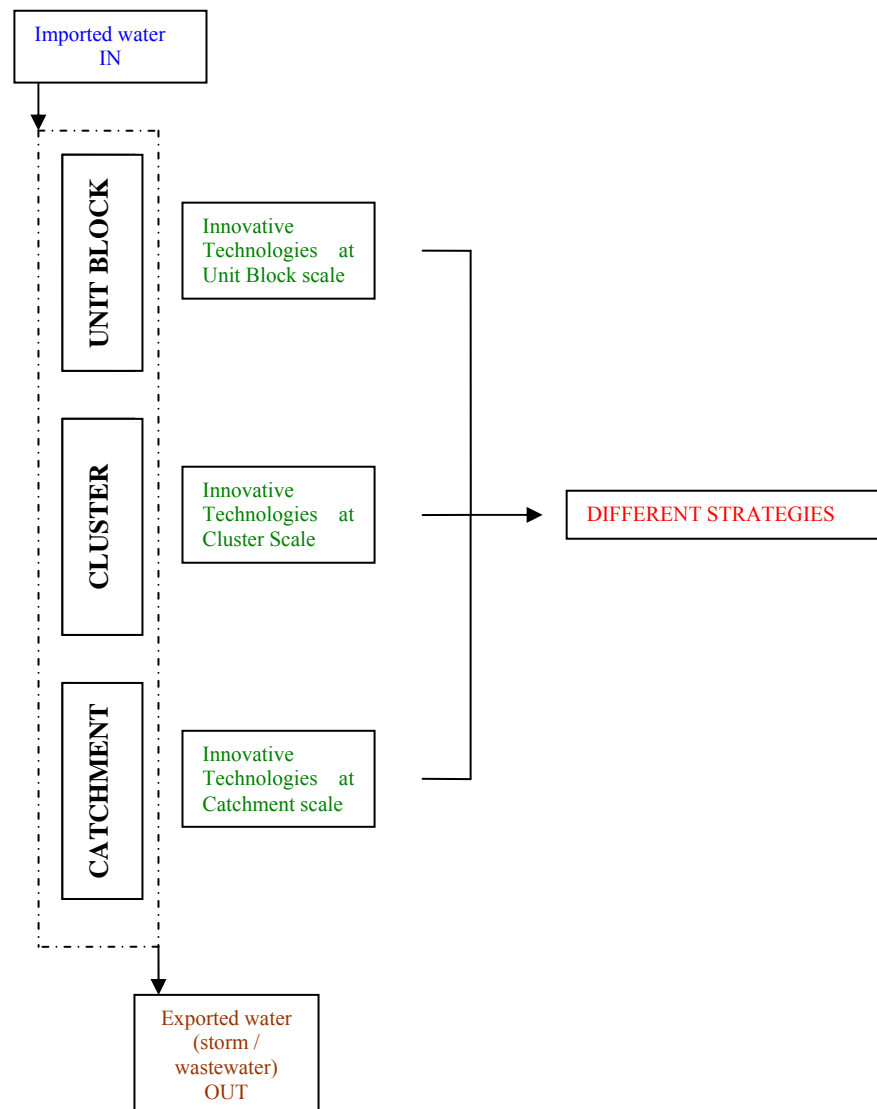 Imported water
IN
UNIT BLOCK
Innovative
Technologies at
Unit Block scale
CLUSTER
Innovative
Technologies at
Cluster Scale
DIFFERENT STRATEGIES
CATCHMENT
Innovative
Technologies at
Catchment scale
Exported water
(storm /
wastewater)
OUT